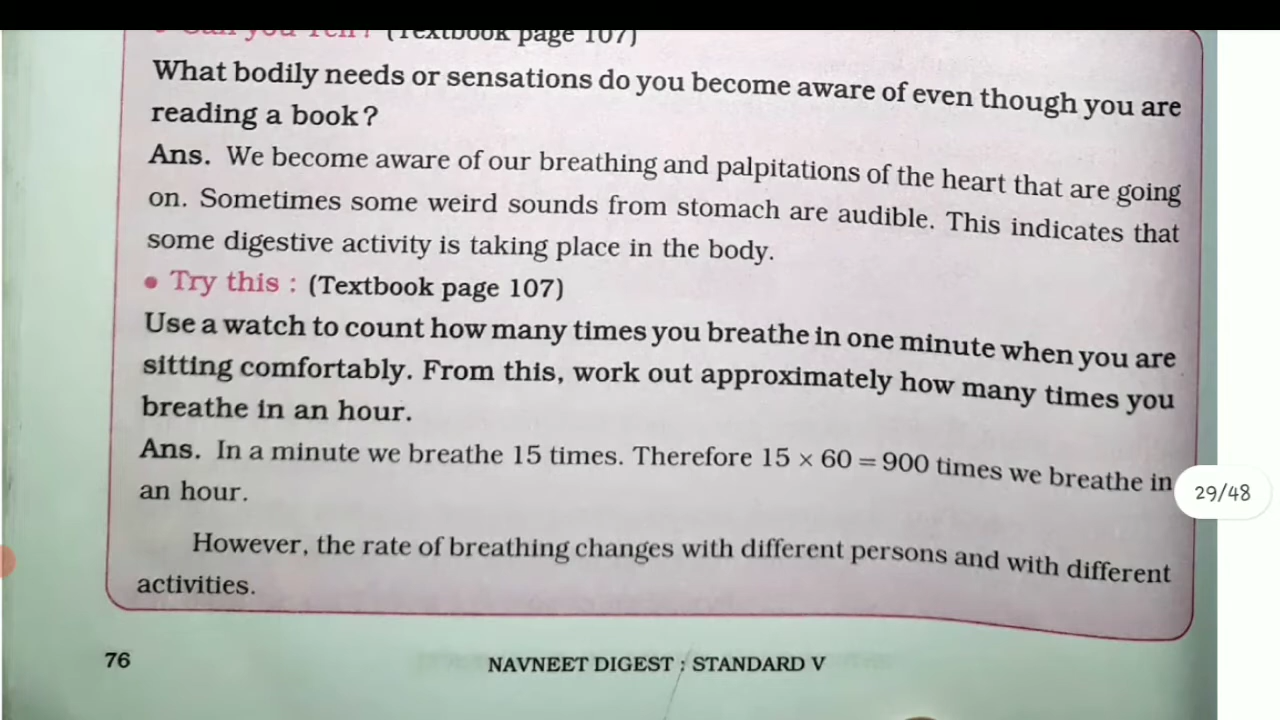 • Can you Tell? (Textbook page 107)
What bodily needs or sensations do you become aware of even though you are
reading a book?
Ans. We become aware of our breathing and palpitations of the heart that are going
on. Sometimes some weird sounds from stomach are audible. This indicates that
some digestive activity is taking place in the body.
• Try this : (Textbook page 107)
Use a watch to count how many times you breathe in one minute when you are
sitting comfortably. From this, work out approximately how many times you
breathe in an hour.
Ans. In a minute we breathe 15 times. Therefore 15 × 60 = 900 times we breathe in
an hour.
29/48
However, the rate of breathing changes with different persons and with different
activities.
76
NAVNEET DIGEST : STANDARD V